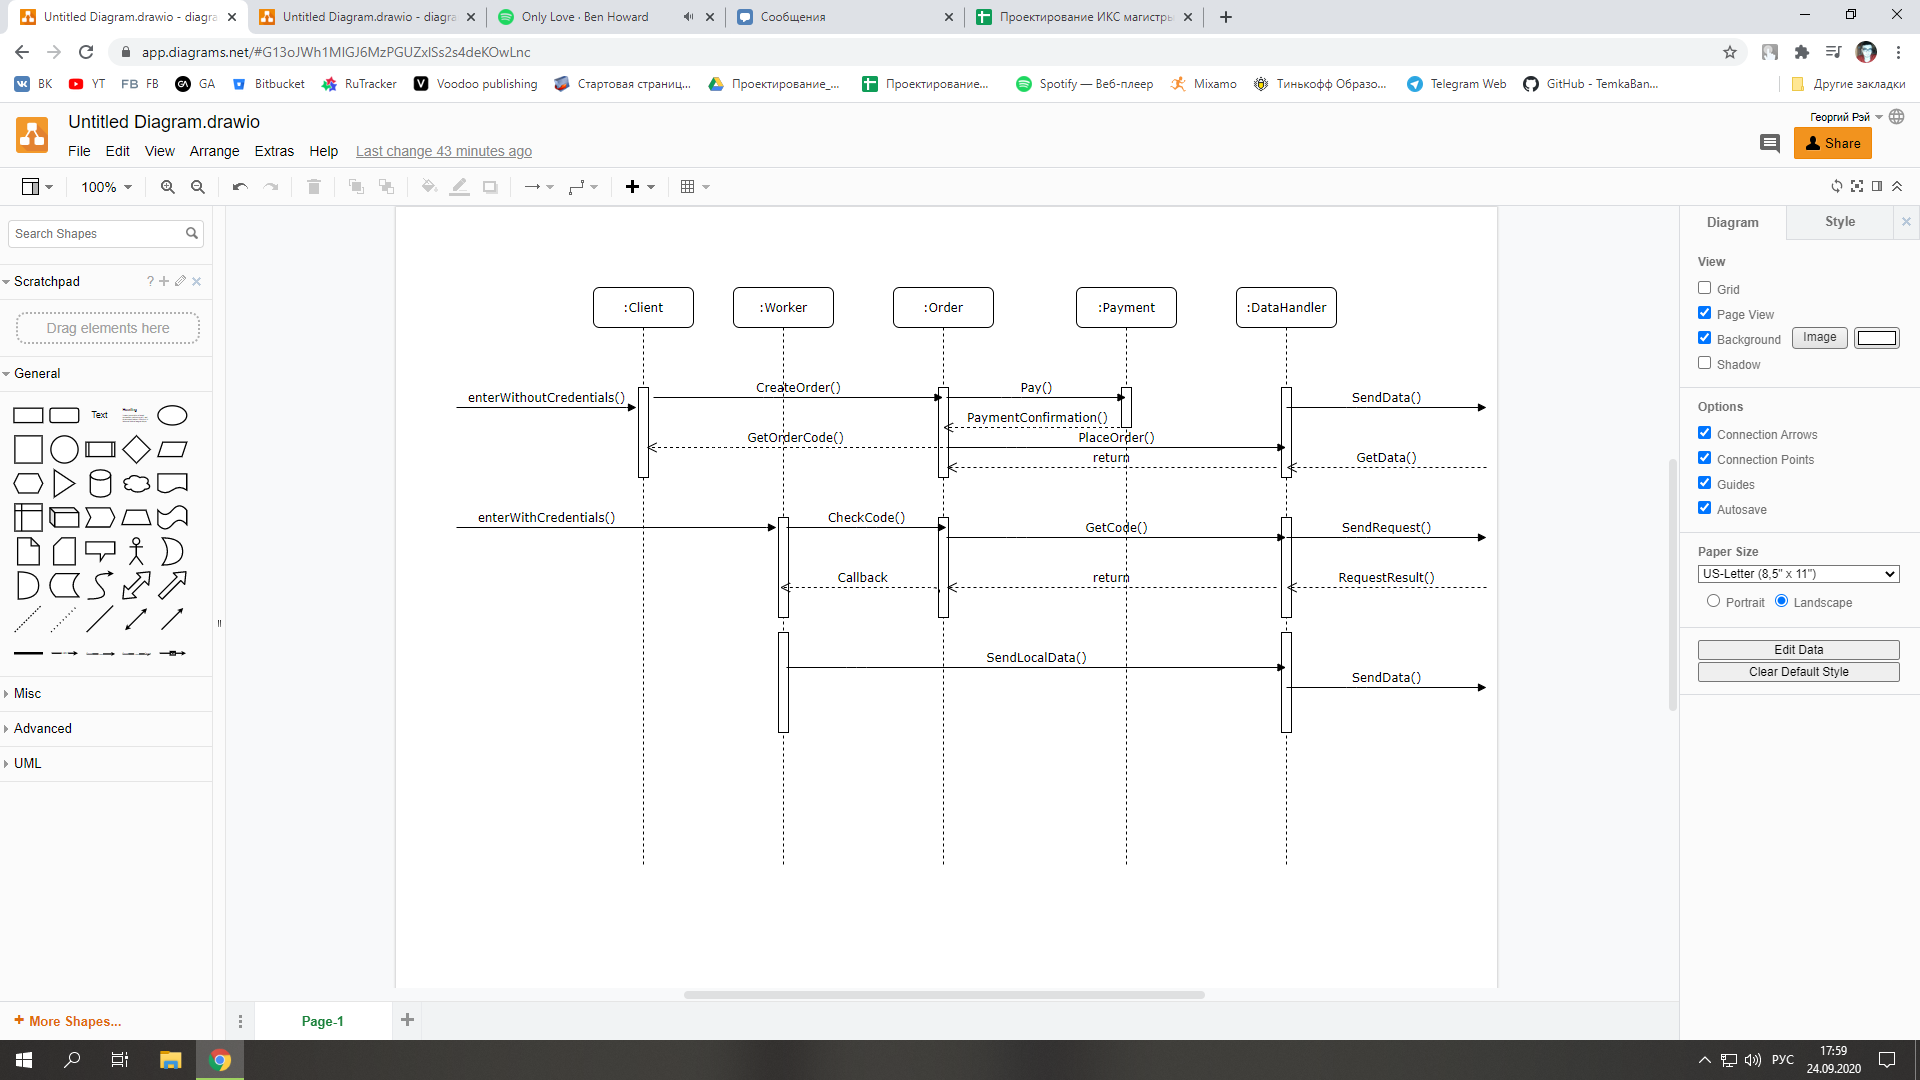 Untitled Diagram.drawio - diagra
Untitled Diagram.drawio - diagra
Only Love · Ben Howard
Сообщения
Проектирование ИКС магистры
app.diagrams.net/#G13oJWh1MlGJ6MzPGUZxlSs2s4deKOwLnc
ВК
YT
FB FB
GA
Bitbucket
RuTracker
Voodoo publishing
Стартовая страниц...
Проектирование_...
Проектирование...
Spotify — Веб-плеер
Mixamo
Тинькофф Образо...
Telegram Web
GitHub - TemkaBan...
Другие закладки
Untitled Diagram.drawio
Георгий Рэй
File Edit View Arrange Extras Help Last change 43 minutes ago
Share
100%
Search Shapes
Scratchpad
?
Drag elements here
General
Text
Heading
Misc
Advanced
UML
More Shapes...
:Client
:Worker
:Order
:Payment
:DataHandler
enterWithoutCredentials()
CreateOrder()
Pay()
SendData()
PaymentConfirmation()
GetOrderCode()
PlaceOrder()
return
GetData()
enterWithCredentials()
CheckCode()
GetCode()
SendRequest()
Callback
return
RequestResult()
SendLocalData()
SendData()
Diagram
Style
View
Grid
Page View
Background
Image
Shadow
Options
Connection Arrows
Connection Points
Guides
Autosave
Paper Size
US-Letter (8,5" x 11")
Portrait
Landscape
Edit Data
Clear Default Style
Page-1
РУС
17:59
24.09.2020